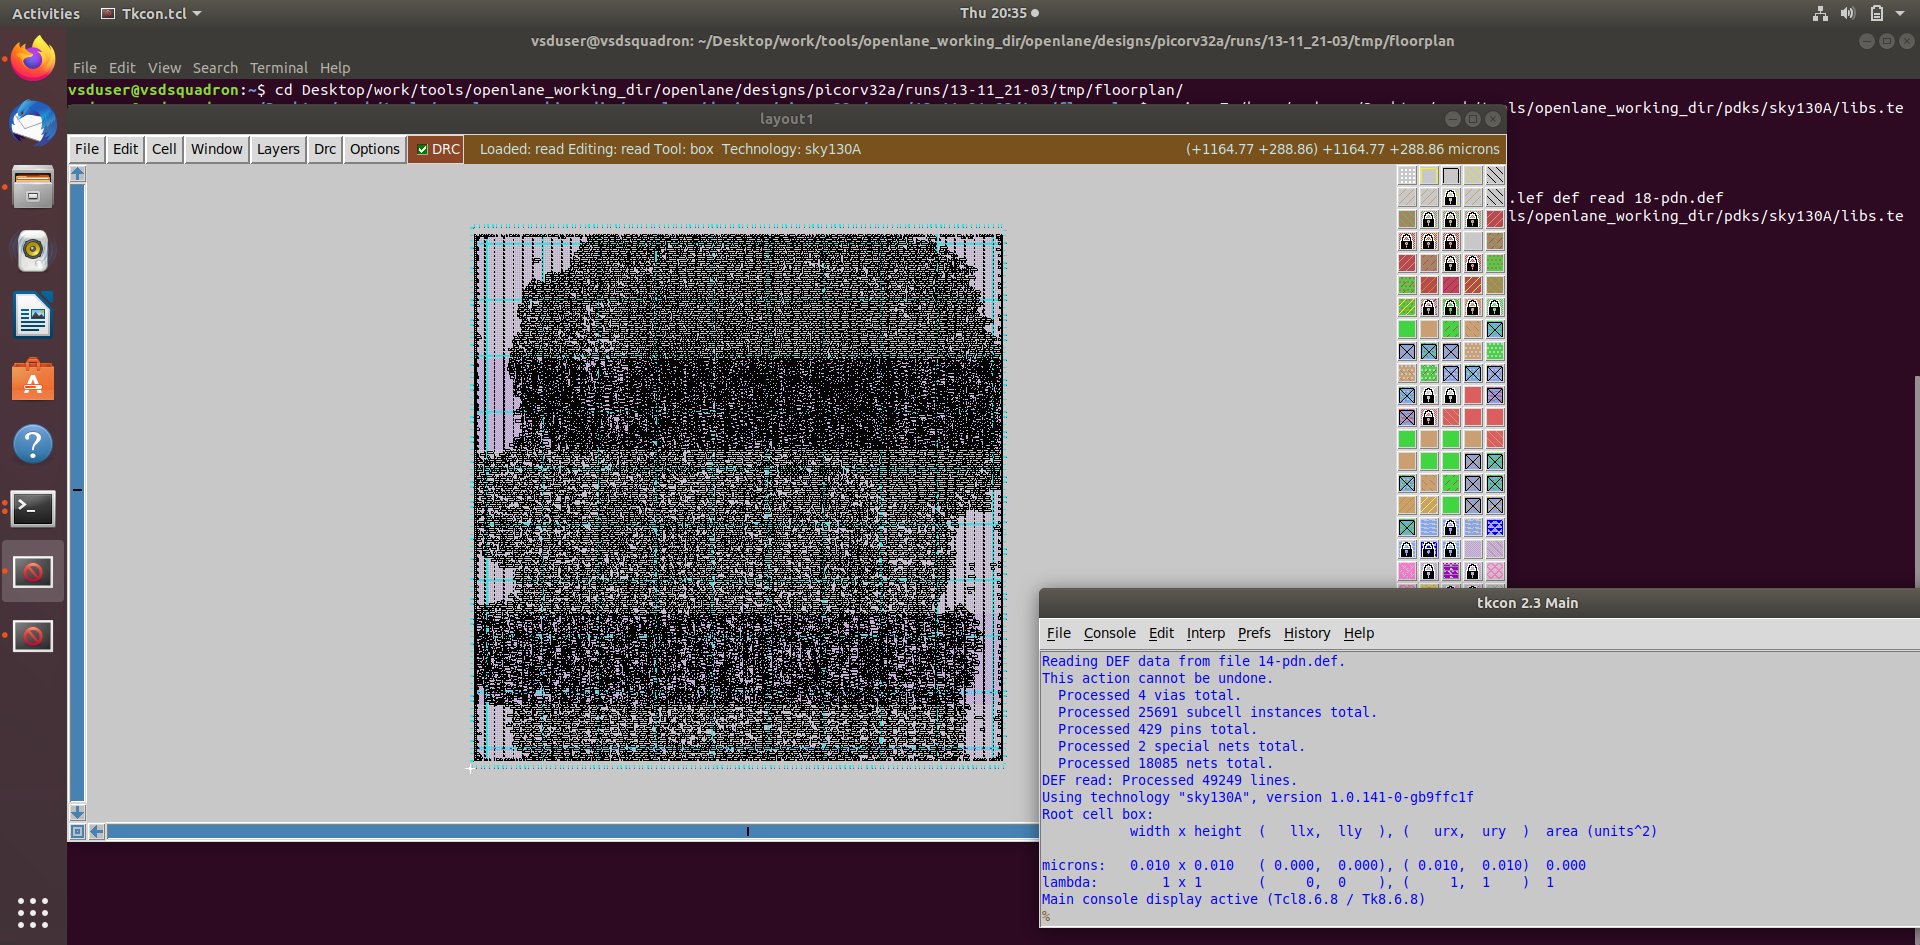 Activities Tkcon.tcl Thu 20:35
vsduser@vsdsquadron: ~/Desktop/work/tools/openlane_working_dir/openlane/designs/picorv32a/runs/13-11_21-03/tmp/floorplan
File Edit View Search Terminal Help
vsduser@vsdsquadron:~$ cd Desktop/work/tools/openlane_working_dir/openlane/designs/picorv32a/runs/13-11_21-03/tmp/floorplan/
ls/openlane_working_dir/pdks/sky130A/libs.te
layout1
File Edit Cell Window Layers Drc Options DRC Loaded: read Editing: read Tool: box Technology: sky130A (+1164.77 +288.86) +1164.77 +288.86 microns
.lef def read 18-pdn.def
ls/openlane_working_dir/pdks/sky130A/libs.te
tkcon 2.3 Main
File Console Edit Interp Prefs History Help
Reading DEF data from file 14-pdn.def.
This action cannot be undone.
Processed 4 vias total.
Processed 25691 subcell instances total.
Processed 429 pins total.
Processed 2 special nets total.
Processed 18085 nets total.
DEF read: Processed 49249 lines.
Using technology "sky130A", version 1.0.141-0-gb9ffc1f
Root cell box:
width x height ( llx, lly ), ( urx, ury ) area (units^2)
microns: 0.010 x 0.010 ( 0.000, 0.000), ( 0.010, 0.010) 0.000
lambda: 1 x 1 ( 0, 0 ), ( 1, 1 ) 1
Main console display active (Tcl8.6.8 / Tk8.6.8)
%